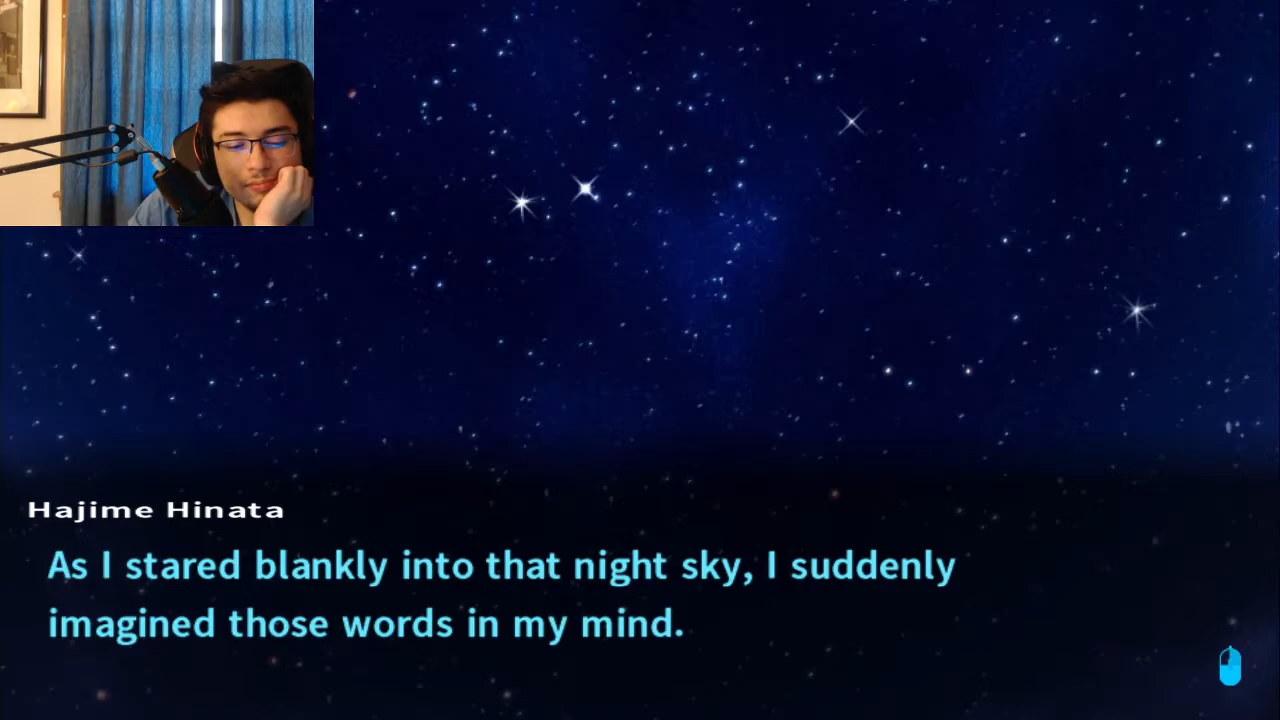 Hajime Hinata
As I stared blankly into that night sky, I suddenly
imagined those words in my mind.